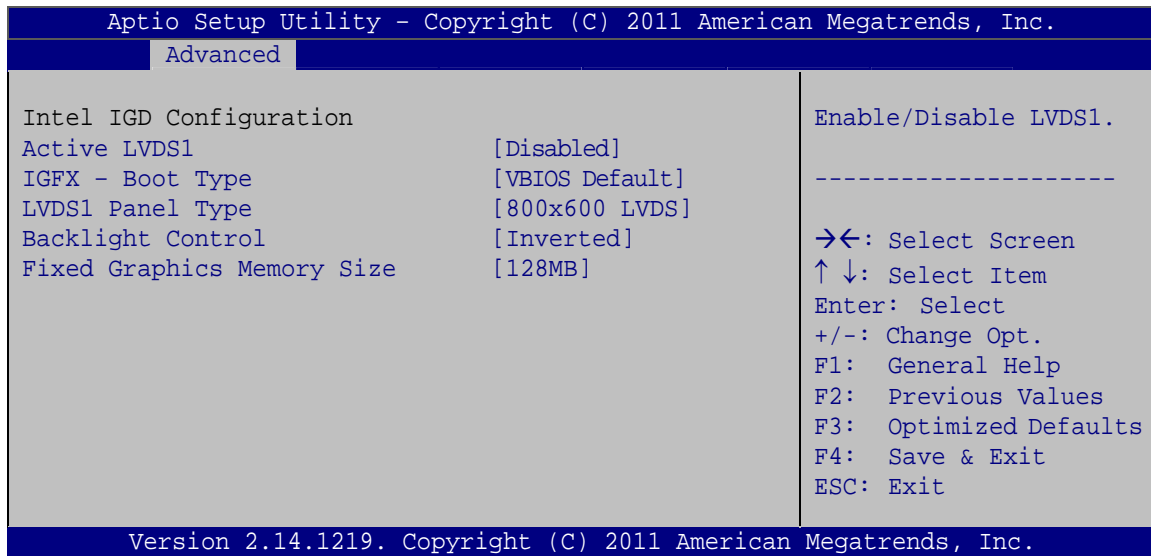 Aptio Setup Utility – Copyright (C) 2011 American Megatrends, Inc.
Advanced
Intel IGD Configuration
Active LVDS1 [Disabled]
IGFX – Boot Type [VBIOS Default]
LVDS1 Panel Type [800x600 LVDS]
Backlight Control [Inverted]
Fixed Graphics Memory Size [128MB]
Enable/Disable LVDS1.
---------------------
→←: Select Screen
↑ ↓: Select Item
Enter: Select
+/-: Change Opt.
F1: General Help
F2: Previous Values
F3: Optimized Defaults
F4: Save & Exit
ESC: Exit
Version 2.14.1219. Copyright (C) 2011 American Megatrends, Inc.